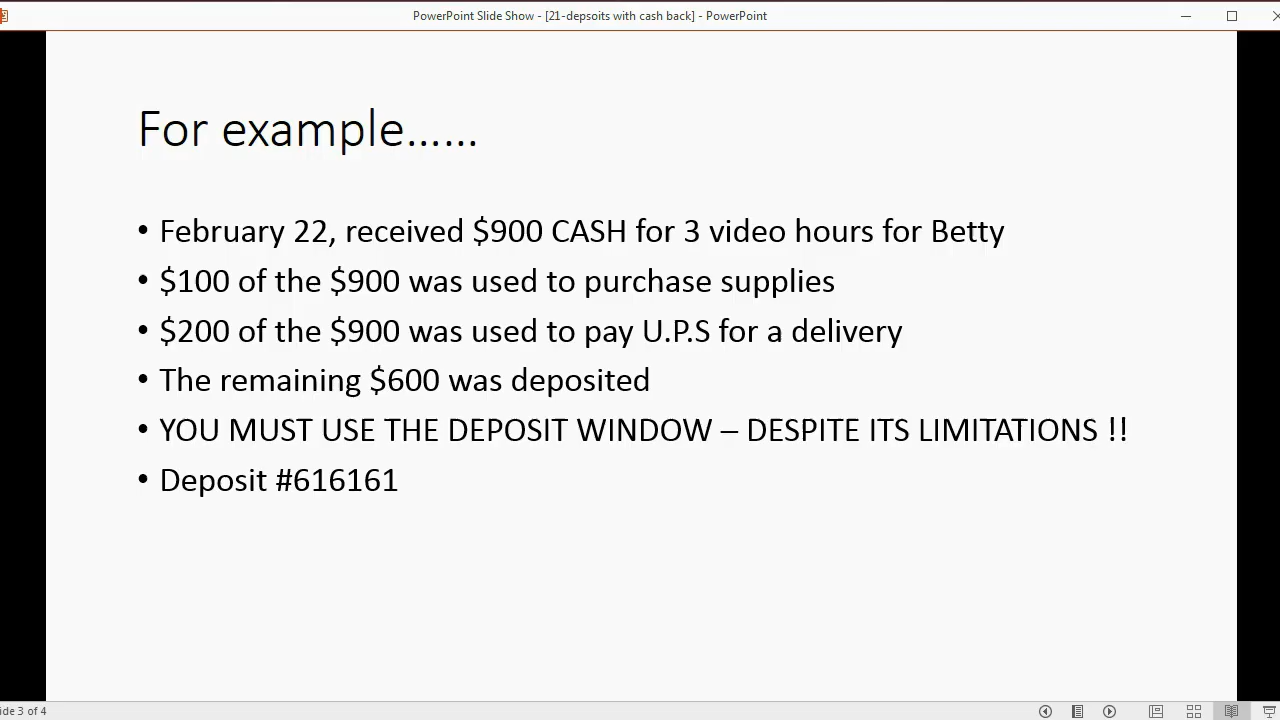 PowerPoint Slide Show - [21-depsoits with cash back] - PowerPoint
For example......
• February 22, received $900 CASH for 3 video hours for Betty
• $100 of the $900 was used to purchase supplies
• $200 of the $900 was used to pay U.P.S for a delivery
• The remaining $600 was deposited
• YOU MUST USE THE DEPOSIT WINDOW – DESPITE ITS LIMITATIONS !!
• Deposit #616161
ide 3 of 4